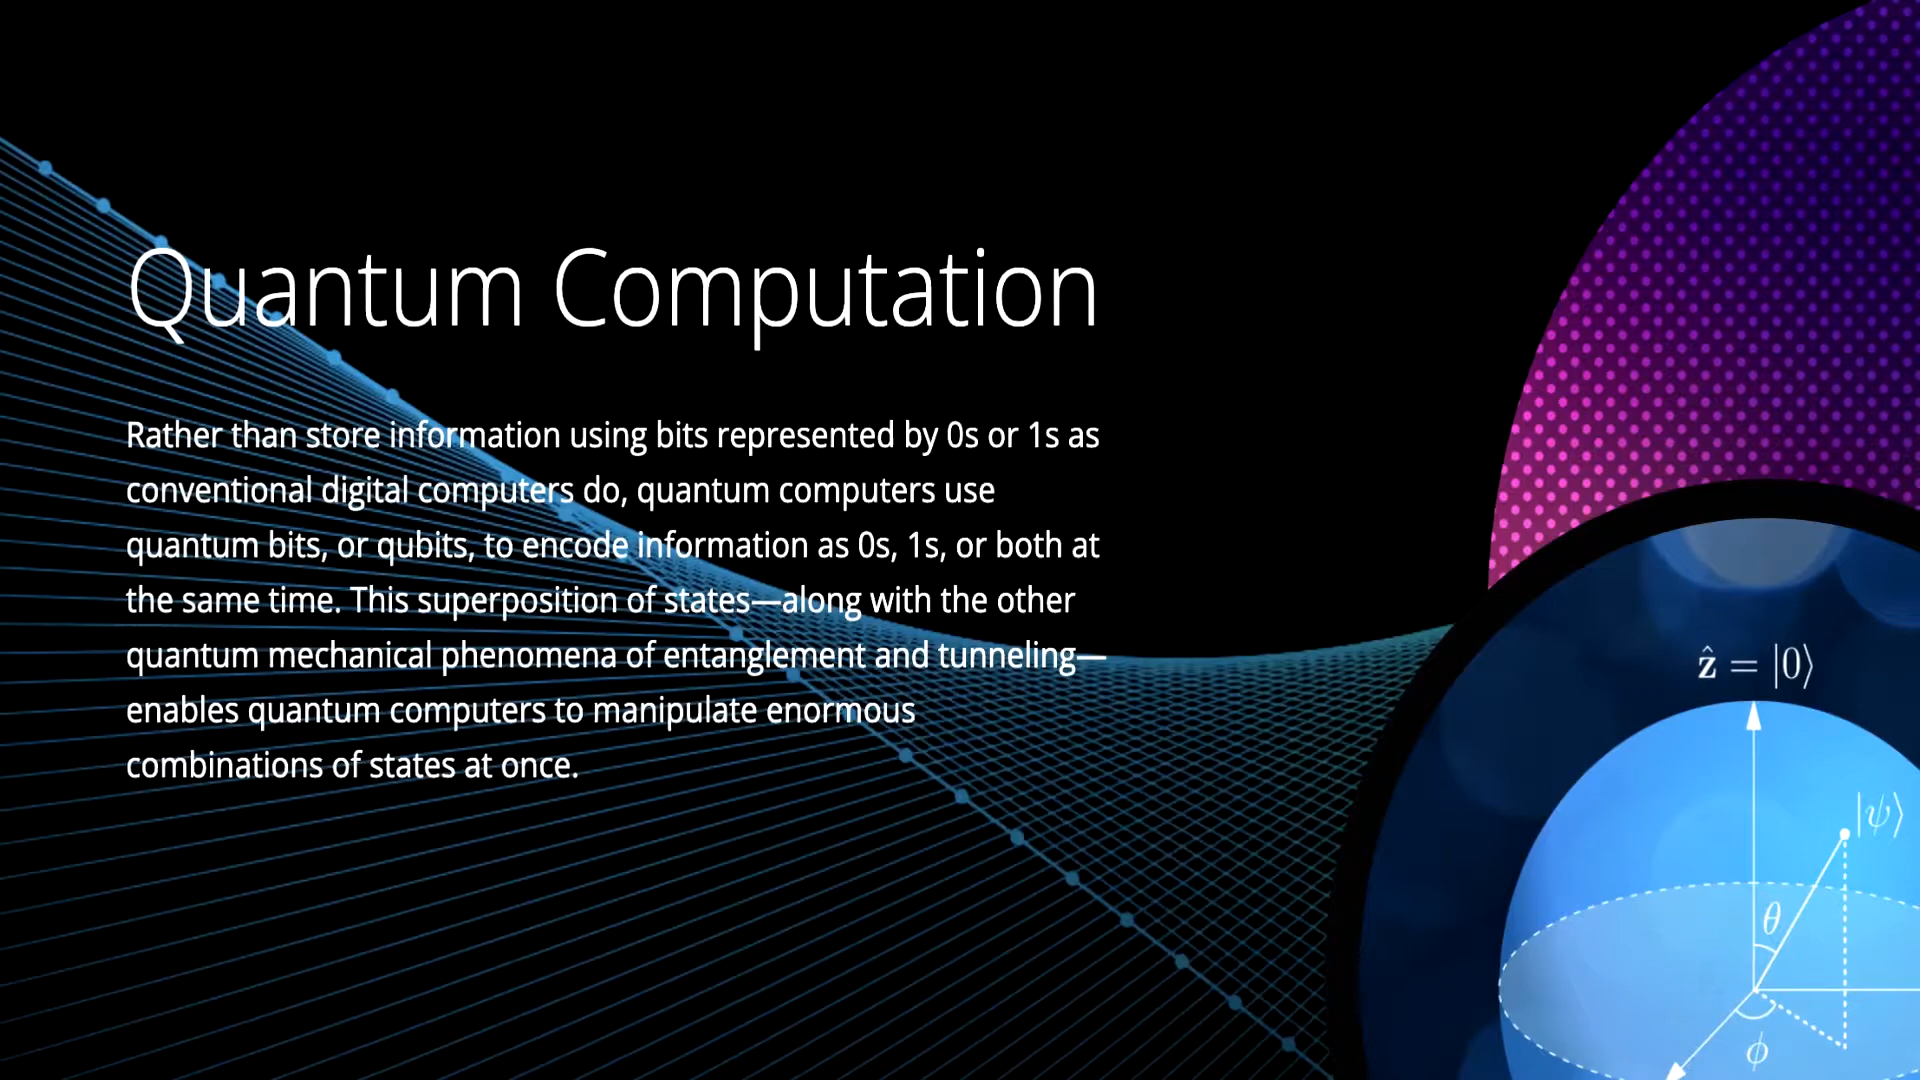 Quantum Computation
Rather than store information using bits represented by 0s or 1s as
conventional digital computers do, quantum computers use
quantum bits, or qubits, to encode information as 0s, 1s, or both at
the same time. This superposition of states—along with the other
quantum mechanical phenomena of entanglement and tunneling—
enables quantum computers to manipulate enormous
combinations of states at once.
ẑ = |0⟩
|ψ⟩
θ
ϕ